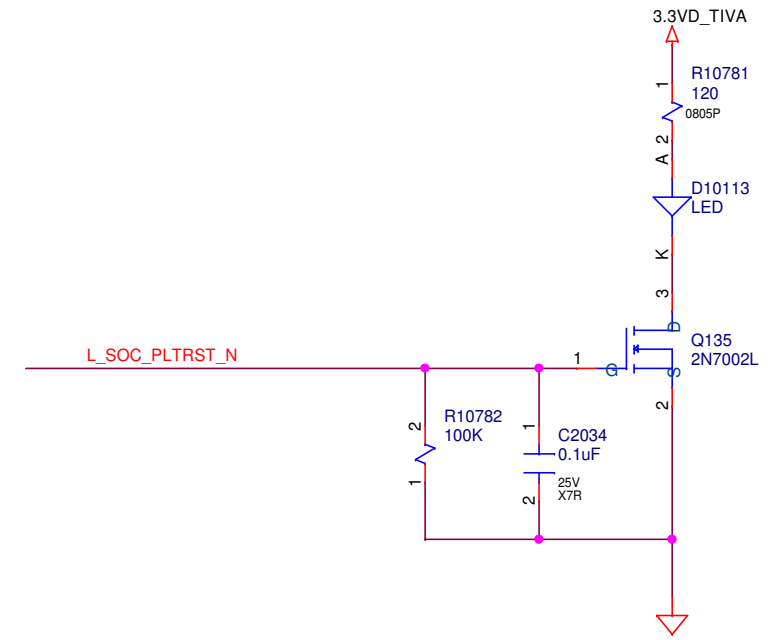 3.3VD_TIVA
1
R10781
120
0805P
2
A
D10113
LED
K
3
D
L_SOC_PLTRST_N
1
G
S
Q135
2N7002L
2
2
R10782
100K
1
1
C2034
0.1uF
25V
X7R
2